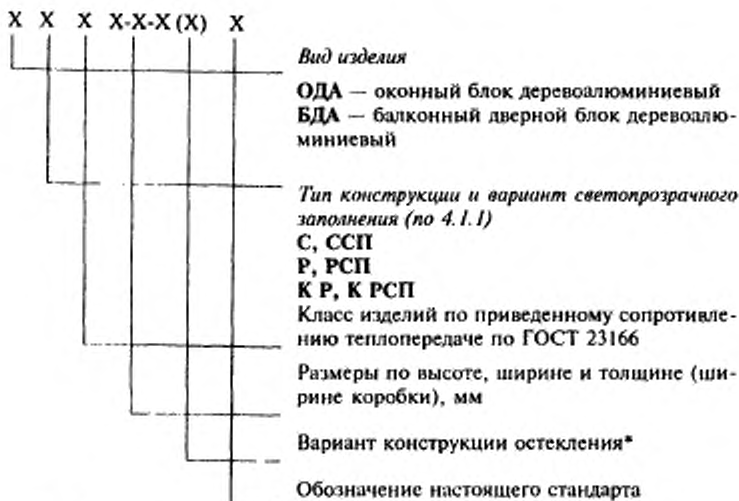 X X X X-X-X (X) X
Вид изделия
ОДА — оконный блок деревоалюминиевый
БДА — балконный дверной блок деревоалю-
миниевый
Тип конструкции и вариант светопрозрачного
заполнения (по 4.1.1)
С, ССП
Р, РСП
К Р, К РСП
Класс изделий по приведенному сопротивле-
нию теплопередаче по ГОСТ 23166
Размеры по высоте, ширине и толщине (ши-
рине коробки), мм
Вариант конструкции остекления*
Обозначение настоящего стандарта